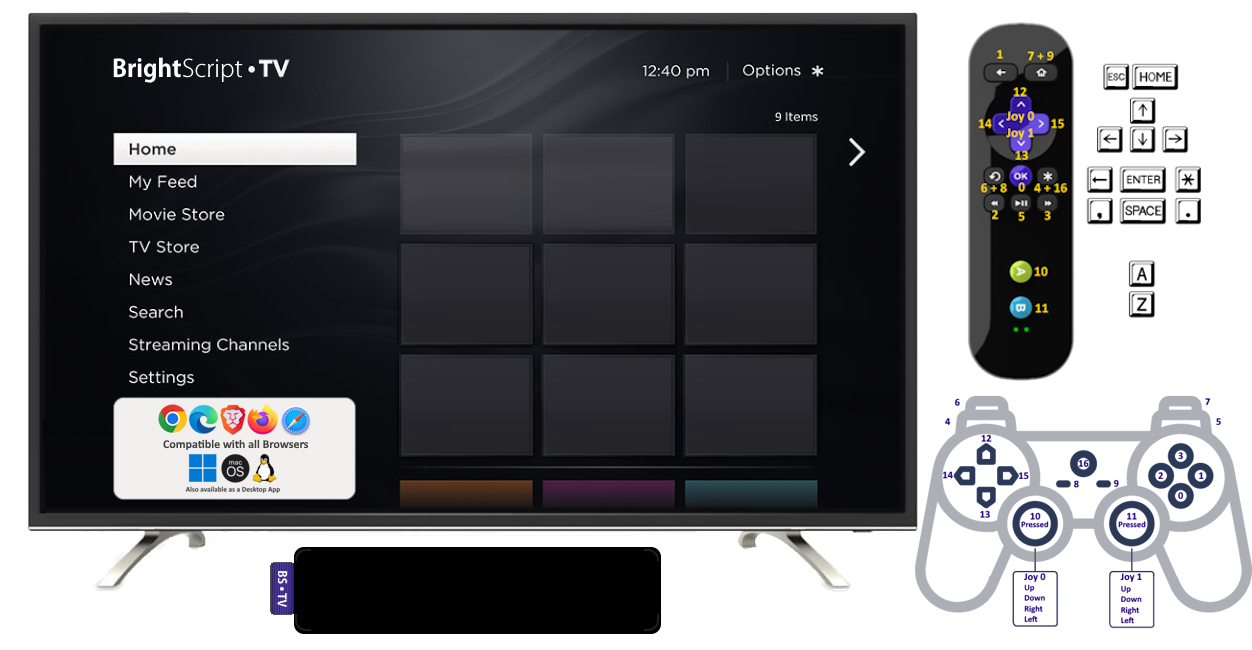 BrightScript • TV
12:40 pm
Options *
9 Items
Home
My Feed
Movie Store
TV Store
News
Search
Streaming Channels
Settings
Compatible with all Browsers
mac
OS
Also available as a Desktop App
BS • TV
1
7 + 9
12
Joy 0
14
15
Joy 1
13
OK
*
6 + 8
0
4 + 16
2
5
3
A
10
B
11
ESC
HOME
↑
←
↓
→
←
ENTER
*
,
SPACE
.
A
Z
6
7
4
5
12
14
15
13
16
8
9
3
2
1
0
10
Pressed
11
Pressed
Joy 0
Up
Down
Right
Left
Joy 1
Up
Down
Right
Left